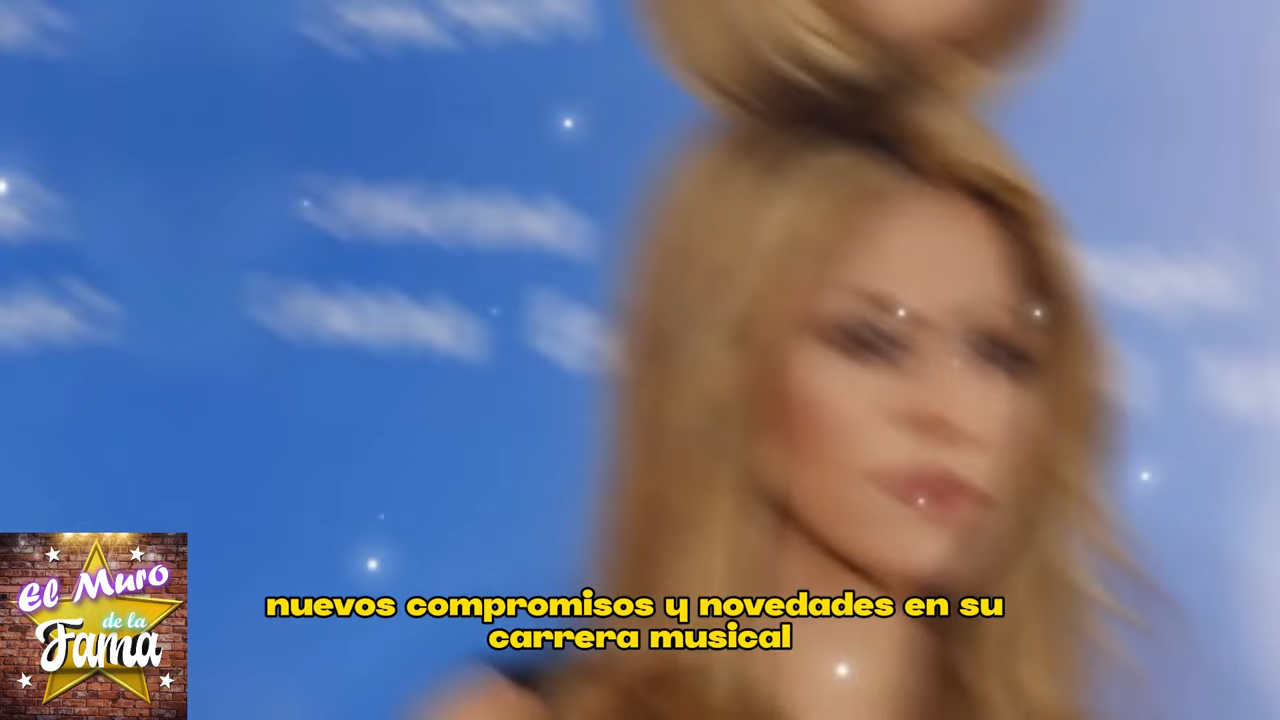 El Muro
de la
Fama
nuevos compromisos y novedades en su
carrera musical